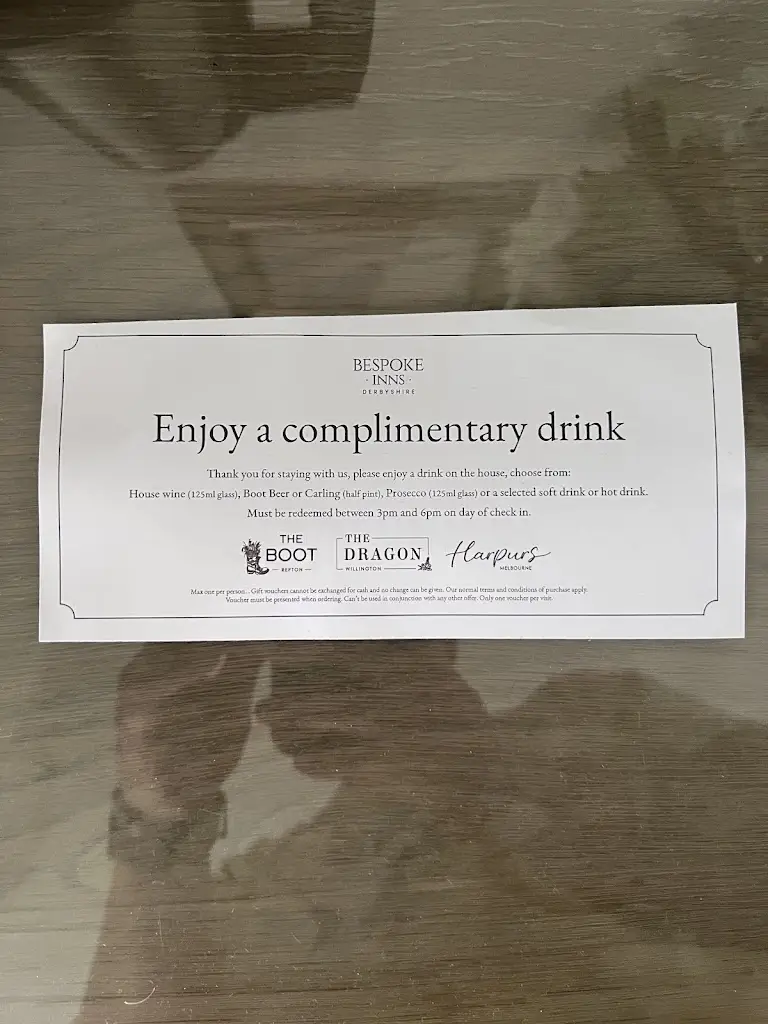 BESPOKE
· INNS ·
DERBYSHIRE
Enjoy a complimentary drink
Thank you for staying with us, please enjoy a drink on the house, choose from:
House wine (125ml glass), Boot Beer or Carling (half pint), Prosecco (125ml glass) or a selected soft drink or hot drink.
Must be redeemed between 3pm and 6pm on day of check in.
THE
BOOT
– REPTON –
THE
DRAGON
WILLINGTON
Harpurs
MELBOURNE
Max one per person... Gift vouchers cannot be exchanged for cash and no change can be given. Our normal terms and conditions of purchase apply.
Voucher must be presented when ordering. Can't be used in conjunction with any other offer. Only one voucher per visit.